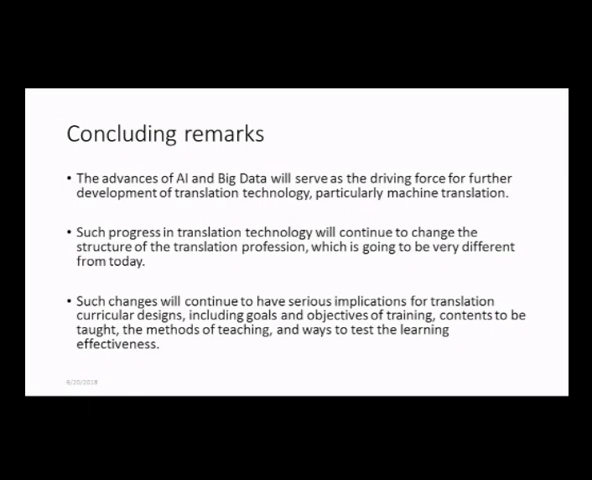 Concluding remarks
• The advances of AI and Big Data will serve as the driving force for further
development of translation technology, particularly machine translation.
• Such progress in translation technology will continue to change the
structure of the translation profession, which is going to be very different
from today.
• Such changes will continue to have serious implications for translation
curricular designs, including goals and objectives of training, contents to be
taught, the methods of teaching, and ways to test the learning
effectiveness.
6/20/2018